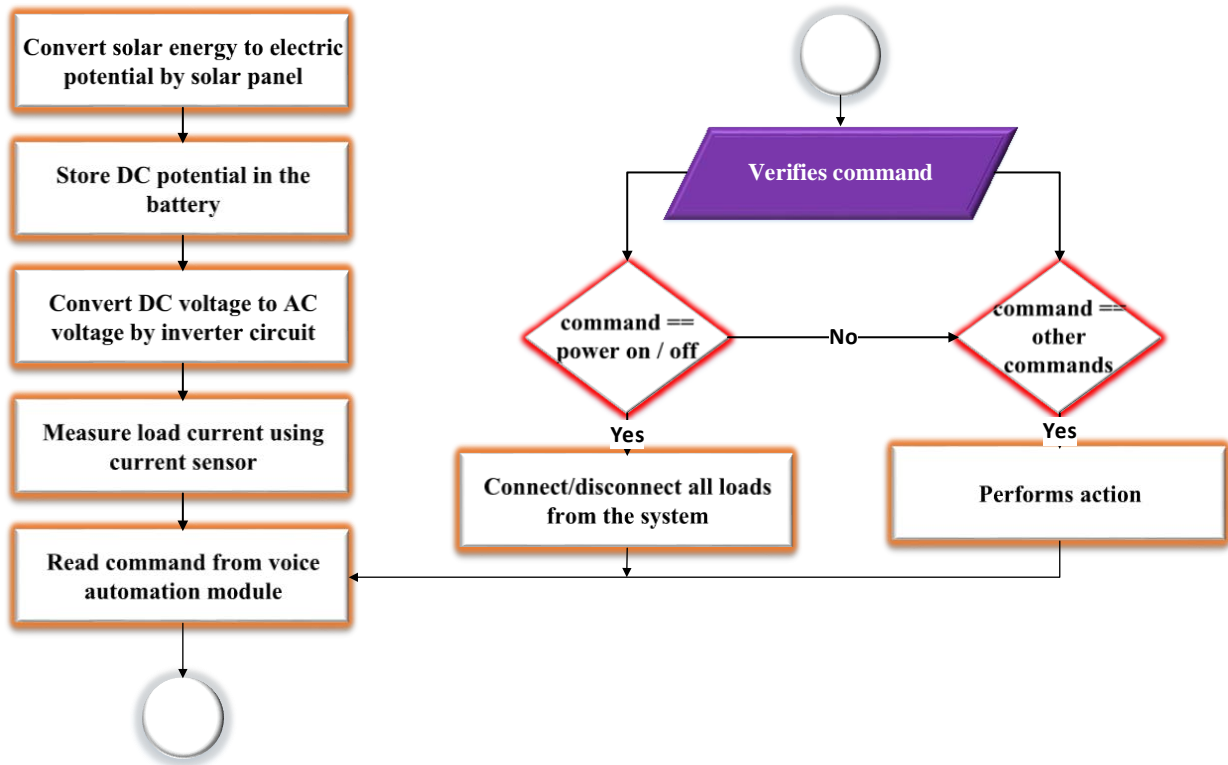 Convert solar energy to electric
potential by solar panel
Store DC potential in the
battery
Convert DC voltage to AC
voltage by inverter circuit
Measure load current using
current sensor
Read command from voice
automation module
Verifies command
command ==
power on / off
No
command ==
other
commands
Yes
Yes
Connect/disconnect all loads
from the system
Performs action